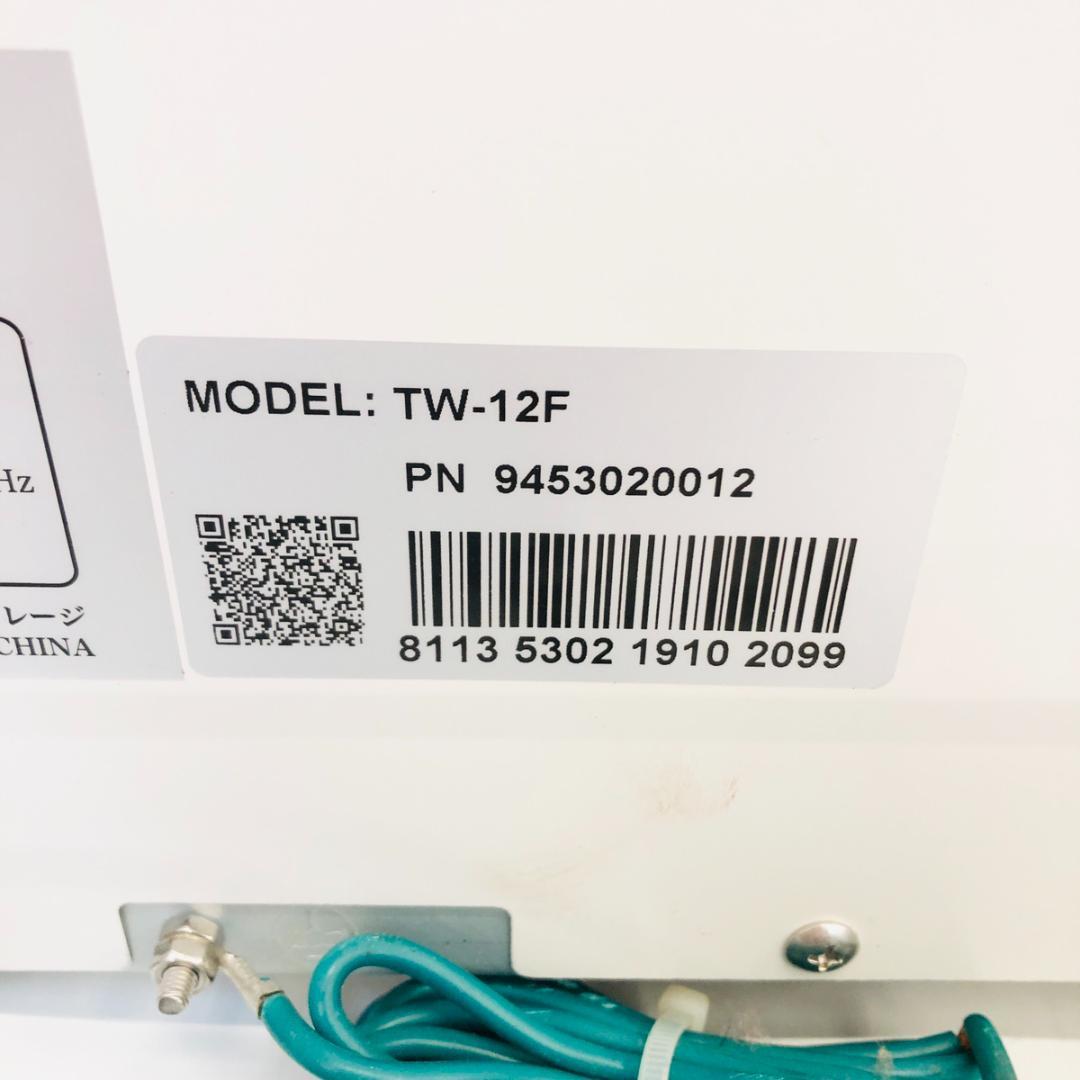 MODEL: TW-12F
PN 9453020012
8113 5302 1910 2099
Hz
レージ
CHINA